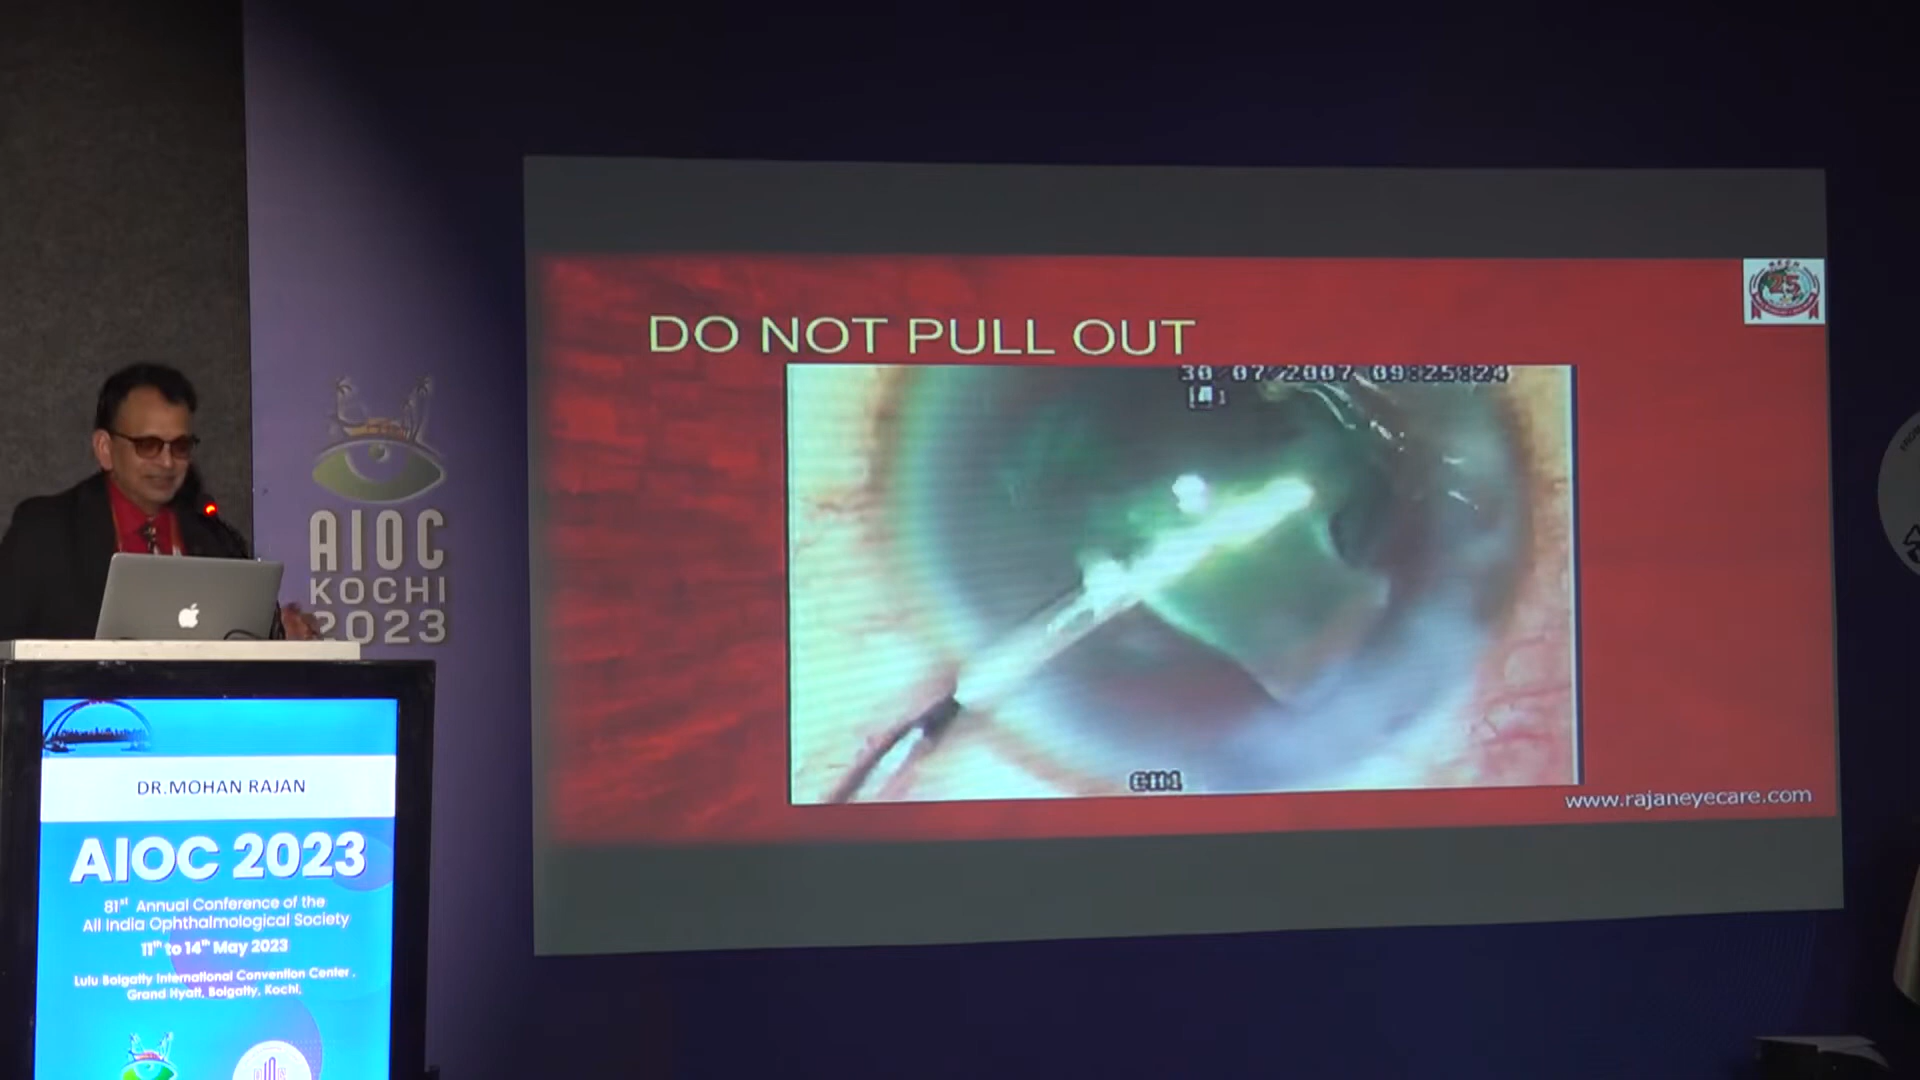 DO NOT PULL OUT
30/07/2007 09:25:24
1
CH1
www.rajaneyecare.com
25
AIOC
KOCHI
2023
DR.MOHAN RAJAN
AIOC 2023
81st Annual Conference of the
All India Ophthalmological Society
11th to 14th May 2023
Lulu Bolgatty International Convention Center,
Grand Hyatt, Bolgatty, Kochi.